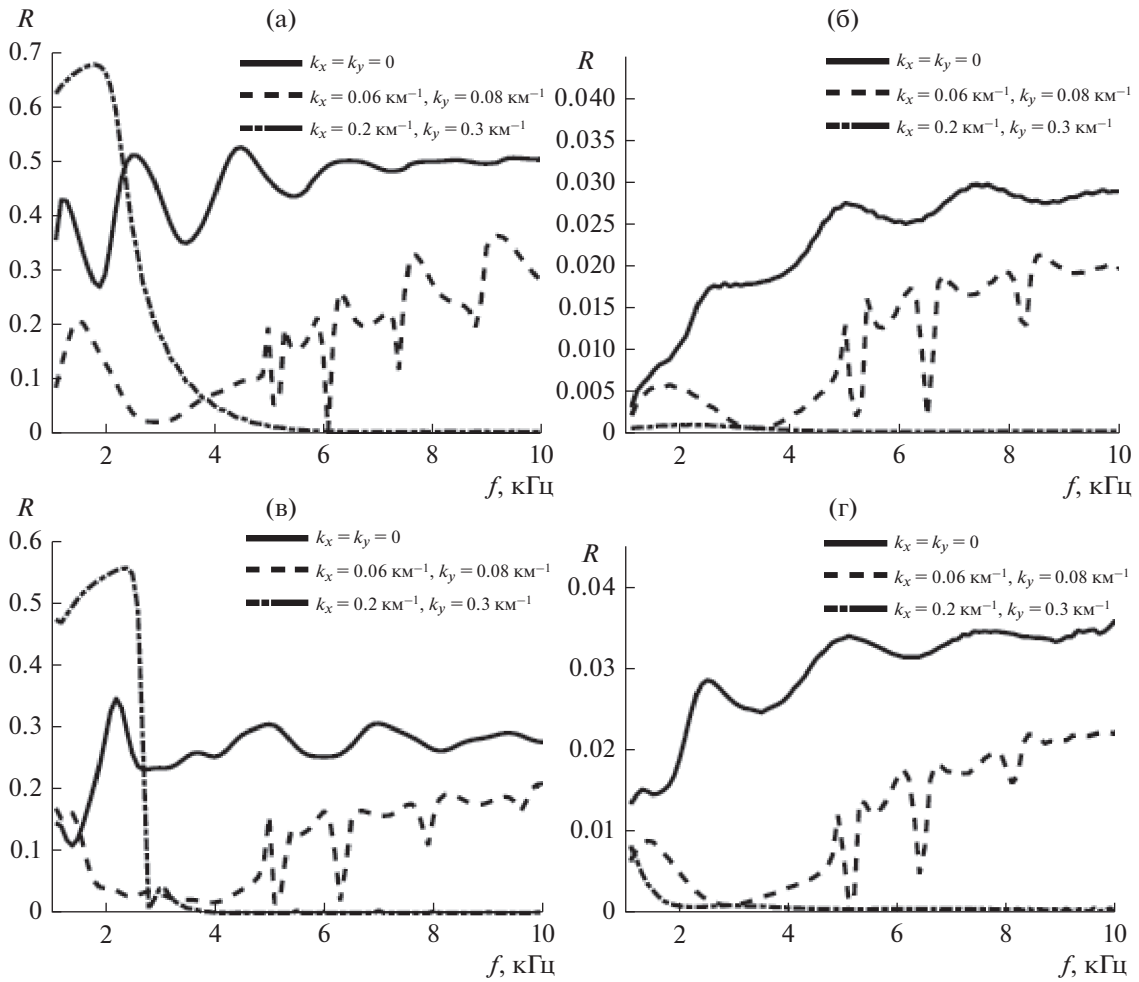 (а)
R
0.7
0.6
0.5
0.4
0.3
0.2
0.1
0
2
4
6
8
10
f, кГц
kx = ky = 0
kx = 0.06 км⁻¹, ky = 0.08 км⁻¹
kx = 0.2 км⁻¹, ky = 0.3 км⁻¹
(б)
R
0.040
0.035
0.030
0.025
0.020
0.015
0.010
0.005
0
2
4
6
8
10
f, кГц
kx = ky = 0
kx = 0.06 км⁻¹, ky = 0.08 км⁻¹
kx = 0.2 км⁻¹, ky = 0.3 км⁻¹
(в)
R
0.6
0.5
0.4
0.3
0.2
0.1
0
2
4
6
8
10
f, кГц
kx = ky = 0
kx = 0.06 км⁻¹, ky = 0.08 км⁻¹
kx = 0.2 км⁻¹, ky = 0.3 км⁻¹
(г)
R
0.04
0.03
0.02
0.01
0
2
4
6
8
10
f, кГц
kx = ky = 0
kx = 0.06 км⁻¹, ky = 0.08 км⁻¹
kx = 0.2 км⁻¹, ky = 0.3 км⁻¹